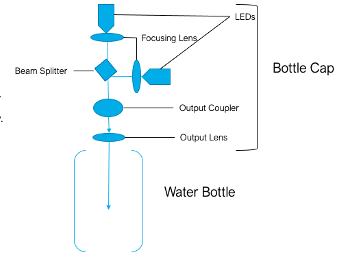 LEDs
Focusing Lens
Beam Splitter
Bottle Cap
Output Coupler
Output Lens
Water Bottle